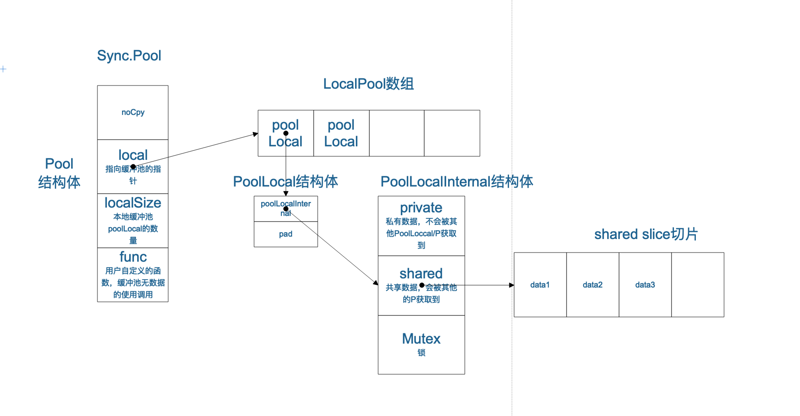 Sync.Pool
Pool
结构体
noCpy
local
指向缓冲池的指
针
localSize
本地缓冲池
poolLocal的数
量
func
用户自定义的函
数，缓冲池无数据
的使用调用
LocalPool数组
pool
Local
pool
Local
PoolLocal结构体
poolLocalInter
nal
pad
PoolLocalInternal结构体
private
私有数据，不会被其
他PoolLoccal/P获取
到
shared
共享数据，会被其他
的P获取到
Mutex
锁
shared slice切片
data1
data2
data3